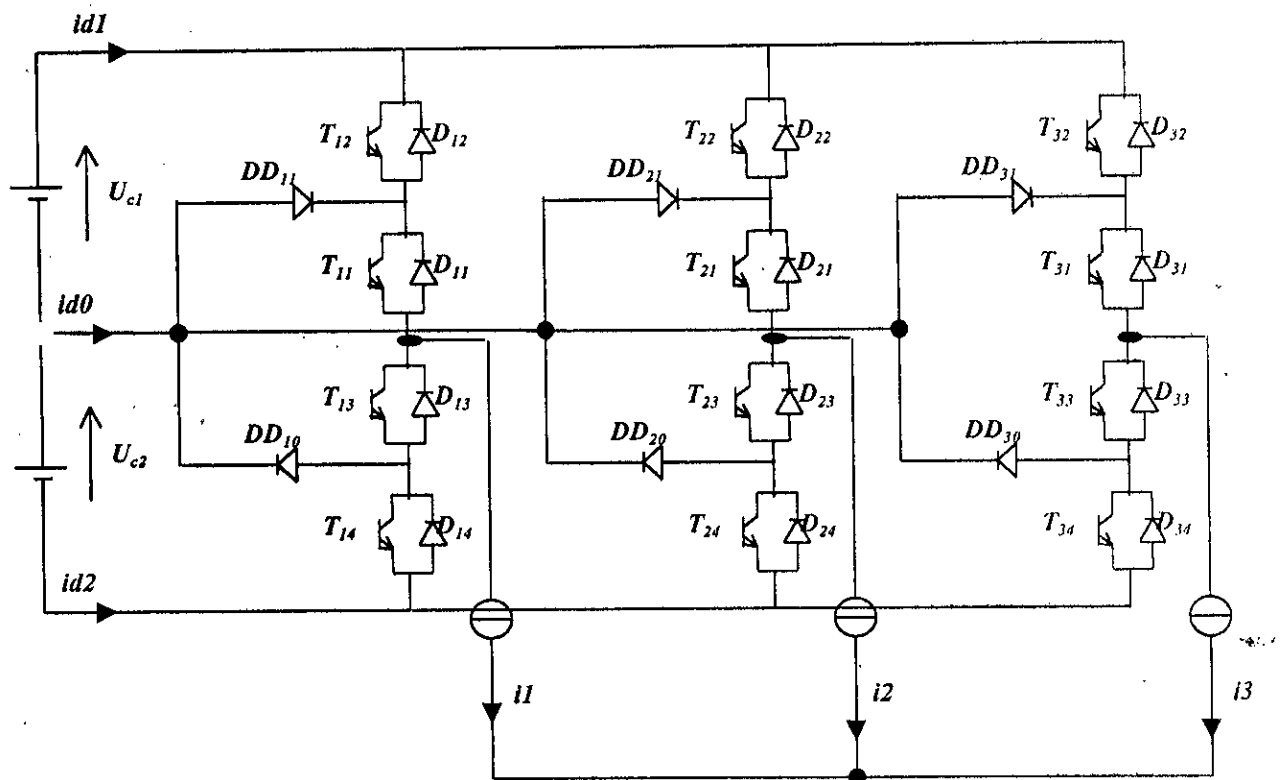 id1
T12 D12 T22 D22 T32 D32
Uc1 DD11 DD21 DD31
T11 D11 T21 D21 T31 D31
id0
T13 D13 T23 D23 T33 D33
Uc2 DD10 DD20 DD30
T14 D14 T24 D24 T34 D34
id2
i1 i2 i3